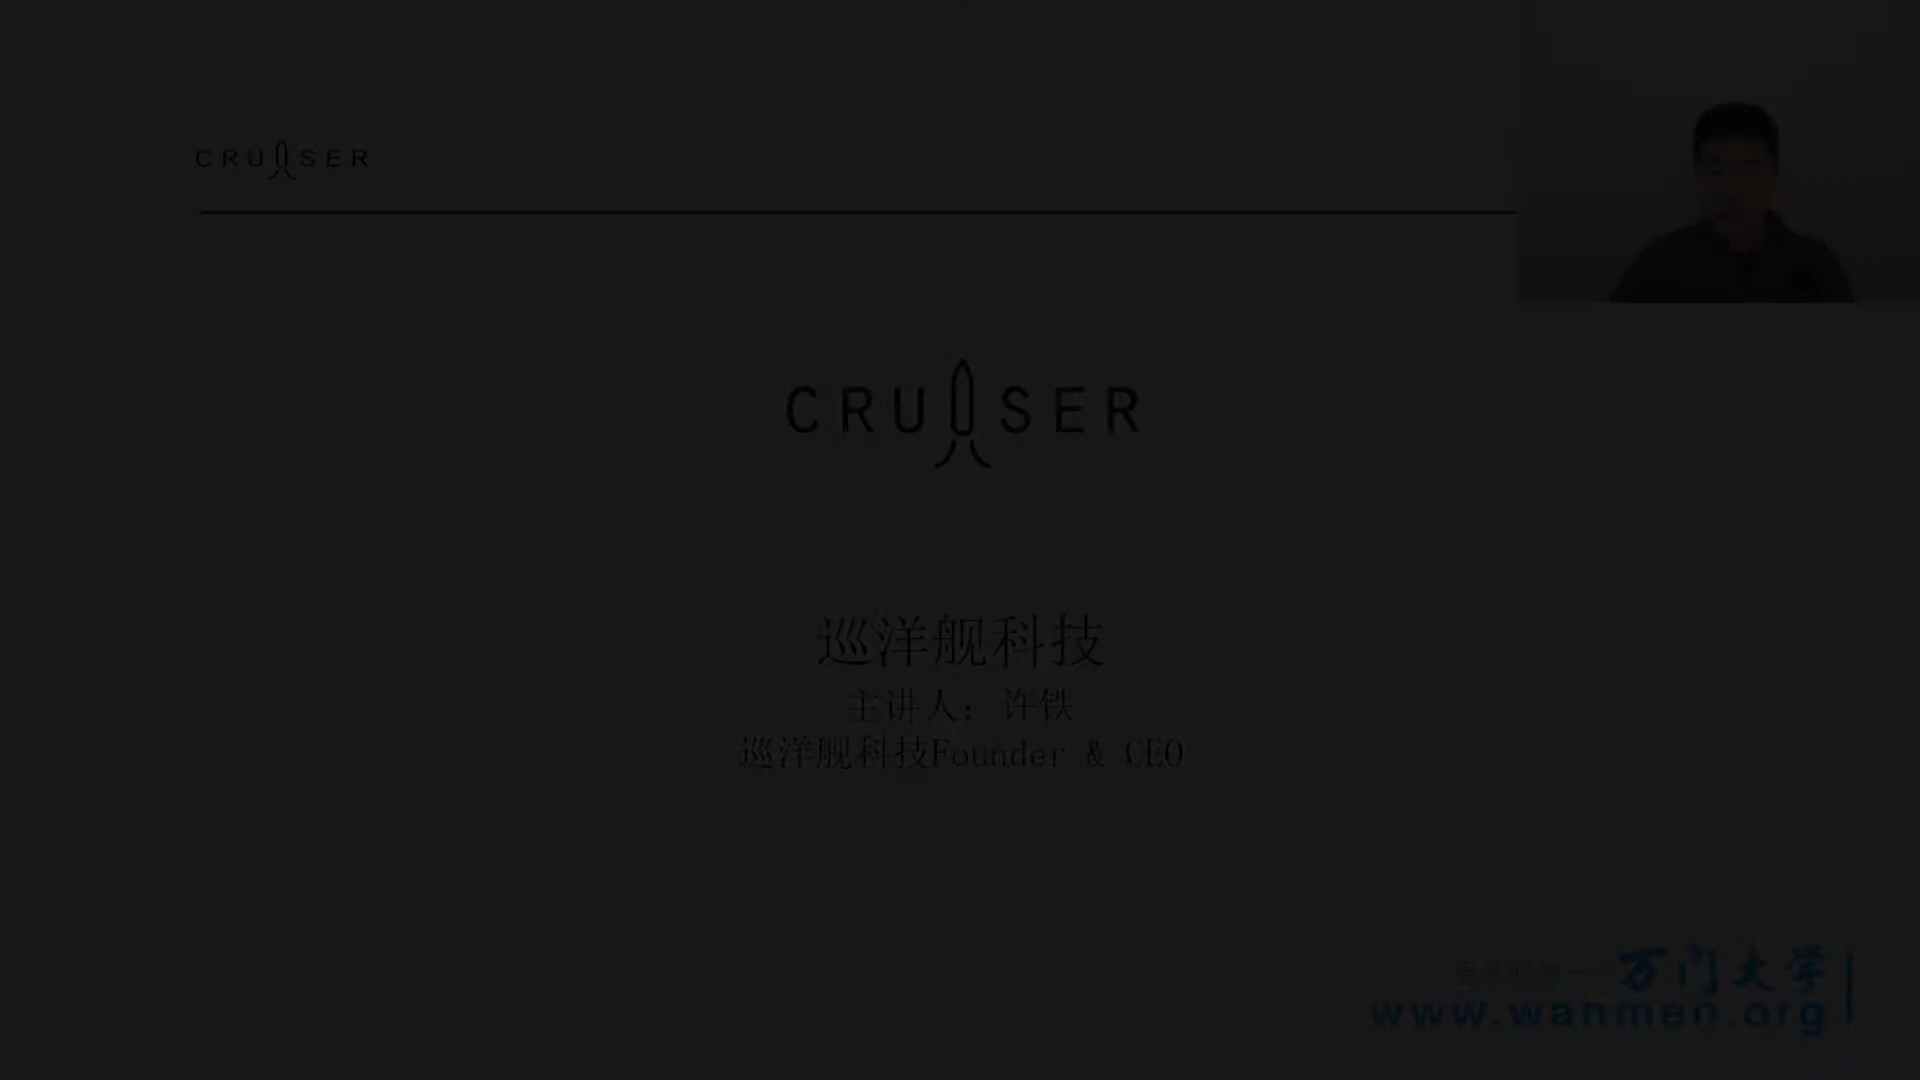 CRUISER
CRUISER
巡洋舰科技
主讲人：许铁
巡洋舰科技Founder & CEO
万门大学
www.wanmen.org